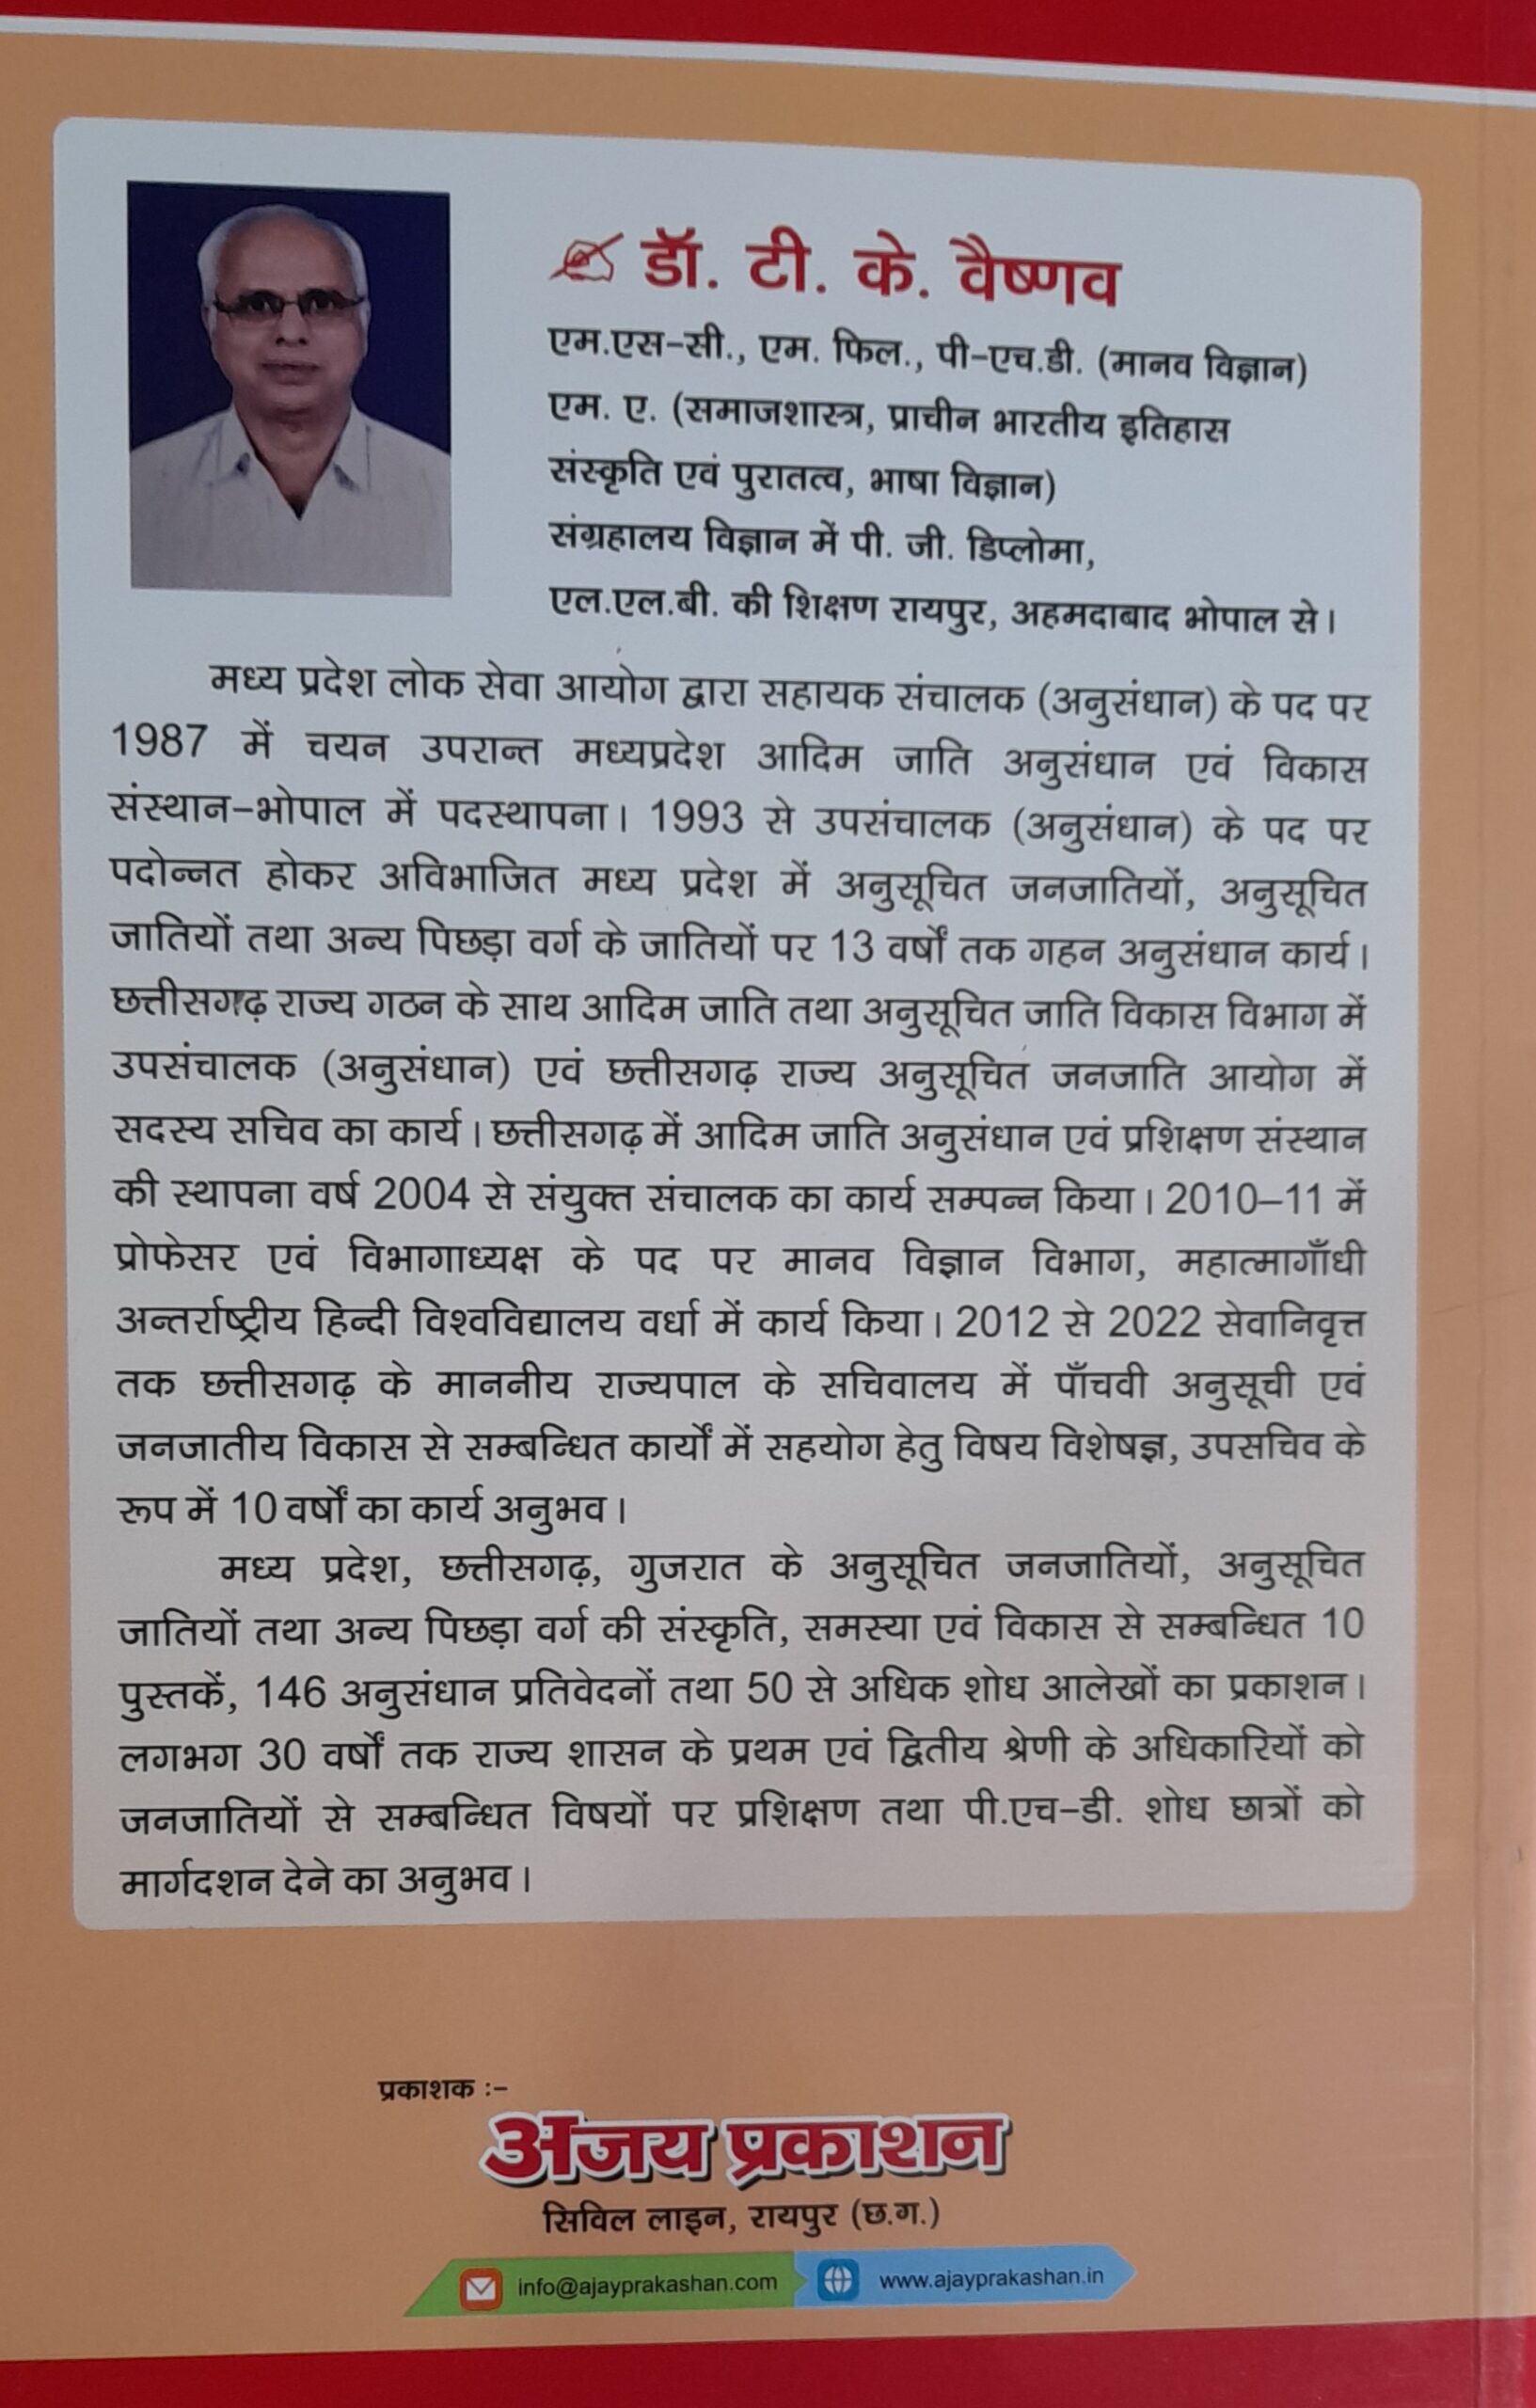 डॉ. टी. के. वैष्णव
एम.एस-सी., एम. फिल., पी-एच.डी. (मानव विज्ञान)
एम. ए. (समाजशास्त्र, प्राचीन भारतीय इतिहास
संस्कृति एवं पुरातत्व, भाषा विज्ञान)
संग्रहालय विज्ञान में पी. जी. डिप्लोमा,
एल.एल.बी. की शिक्षण रायपुर, अहमदाबाद भोपाल से।
मध्य प्रदेश लोक सेवा आयोग द्वारा सहायक संचालक (अनुसंधान) के पद पर
1987 में चयन उपरान्त मध्यप्रदेश आदिम जाति अनुसंधान एवं विकास
संस्थान-भोपाल में पदस्थापना। 1993 से उपसंचालक (अनुसंधान) के पद पर
पदोन्नत होकर अविभाजित मध्य प्रदेश में अनुसूचित जनजातियों, अनुसूचित
जातियों तथा अन्य पिछड़ा वर्ग के जातियों पर 13 वर्षों तक गहन अनुसंधान कार्य।
छत्तीसगढ़ राज्य गठन के साथ आदिम जाति तथा अनुसूचित जाति विकास विभाग में
उपसंचालक (अनुसंधान) एवं छत्तीसगढ़ राज्य अनुसूचित जनजाति आयोग में
सदस्य सचिव का कार्य। छत्तीसगढ़ में आदिम जाति अनुसंधान एवं प्रशिक्षण संस्थान
की स्थापना वर्ष 2004 से संयुक्त संचालक का कार्य सम्पन्न किया। 2010–11 में
प्रोफेसर एवं विभागाध्यक्ष के पद पर मानव विज्ञान विभाग, महात्मागाँधी
अन्तर्राष्ट्रीय हिन्दी विश्वविद्यालय वर्धा में कार्य किया। 2012 से 2022 सेवानिवृत्त
तक छत्तीसगढ़ के माननीय राज्यपाल के सचिवालय में पाँचवी अनुसूची एवं
जनजातीय विकास से सम्बन्धित कार्यों में सहयोग हेतु विषय विशेषज्ञ, उपसचिव के
रूप में 10 वर्षों का कार्य अनुभव।
मध्य प्रदेश, छत्तीसगढ़, गुजरात के अनुसूचित जनजातियों, अनुसूचित
जातियों तथा अन्य पिछड़ा वर्ग की संस्कृति, समस्या एवं विकास से सम्बन्धित 10
पुस्तकें, 146 अनुसंधान प्रतिवेदनों तथा 50 से अधिक शोध आलेखों का प्रकाशन।
लगभग 30 वर्षों तक राज्य शासन के प्रथम एवं द्वितीय श्रेणी के अधिकारियों को
जनजातियों से सम्बन्धित विषयों पर प्रशिक्षण तथा पी.एच-डी. शोध छात्रों को
मार्गदशन देने का अनुभव।
प्रकाशक :-
अजय प्रकाशन
सिविल लाइन, रायपुर (छ.ग.)
info@ajayprakashan.com www.ajayprakashan.in